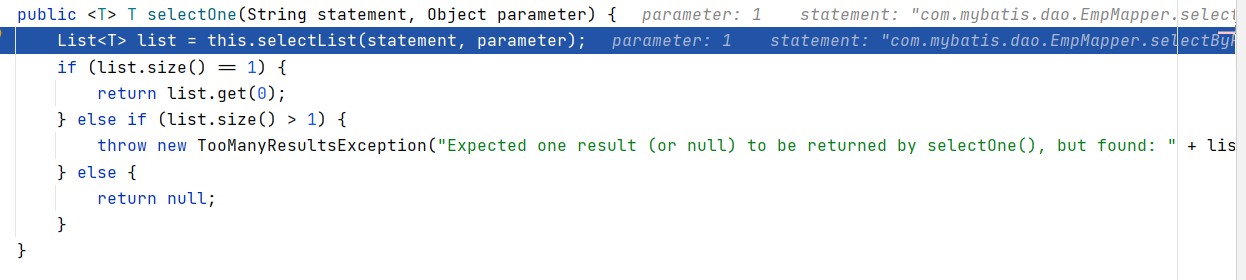 public <T> T selectOne(String statement, Object parameter) {   parameter: 1    statement: "com.mybatis.dao.EmpMapper.select
    List<T> list = this.selectList(statement, parameter);   parameter: 1    statement: "com.mybatis.dao.EmpMapper.selectBy
    if (list.size() == 1) {
        return list.get(0);
    } else if (list.size() > 1) {
        throw new TooManyResultsException("Expected one result (or null) to be returned by selectOne(), but found: " + lis
    } else {
        return null;
    }
}